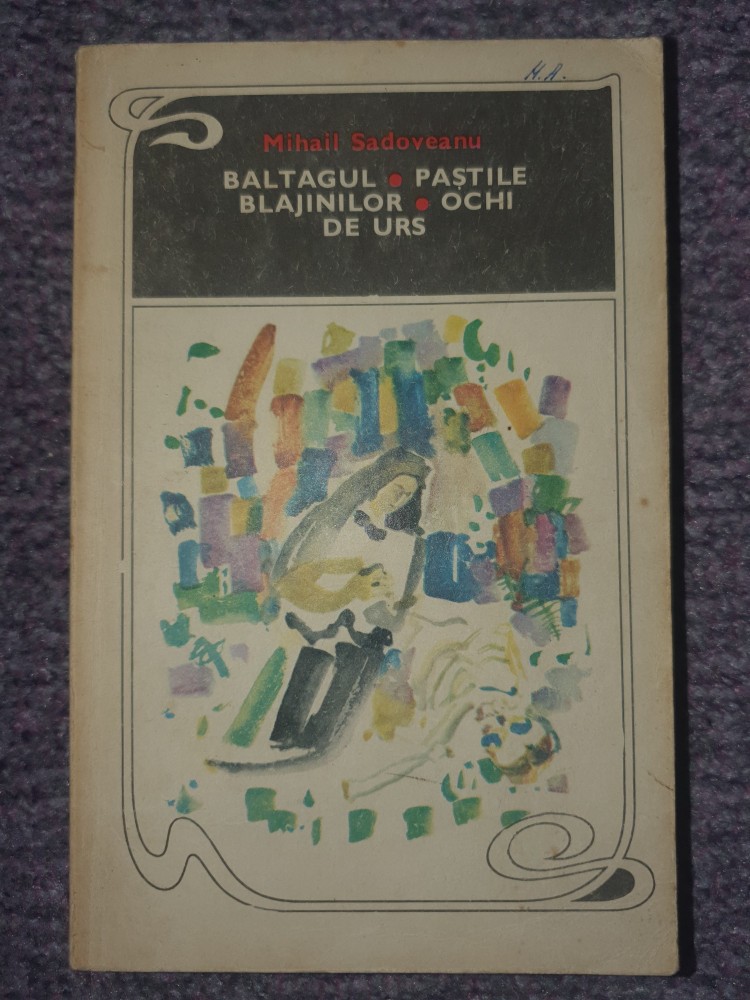 H.A.
Mihail Sadoveanu
BALTAGUL • PAȘTILE
BLAJINILOR • OCHI
DE URS